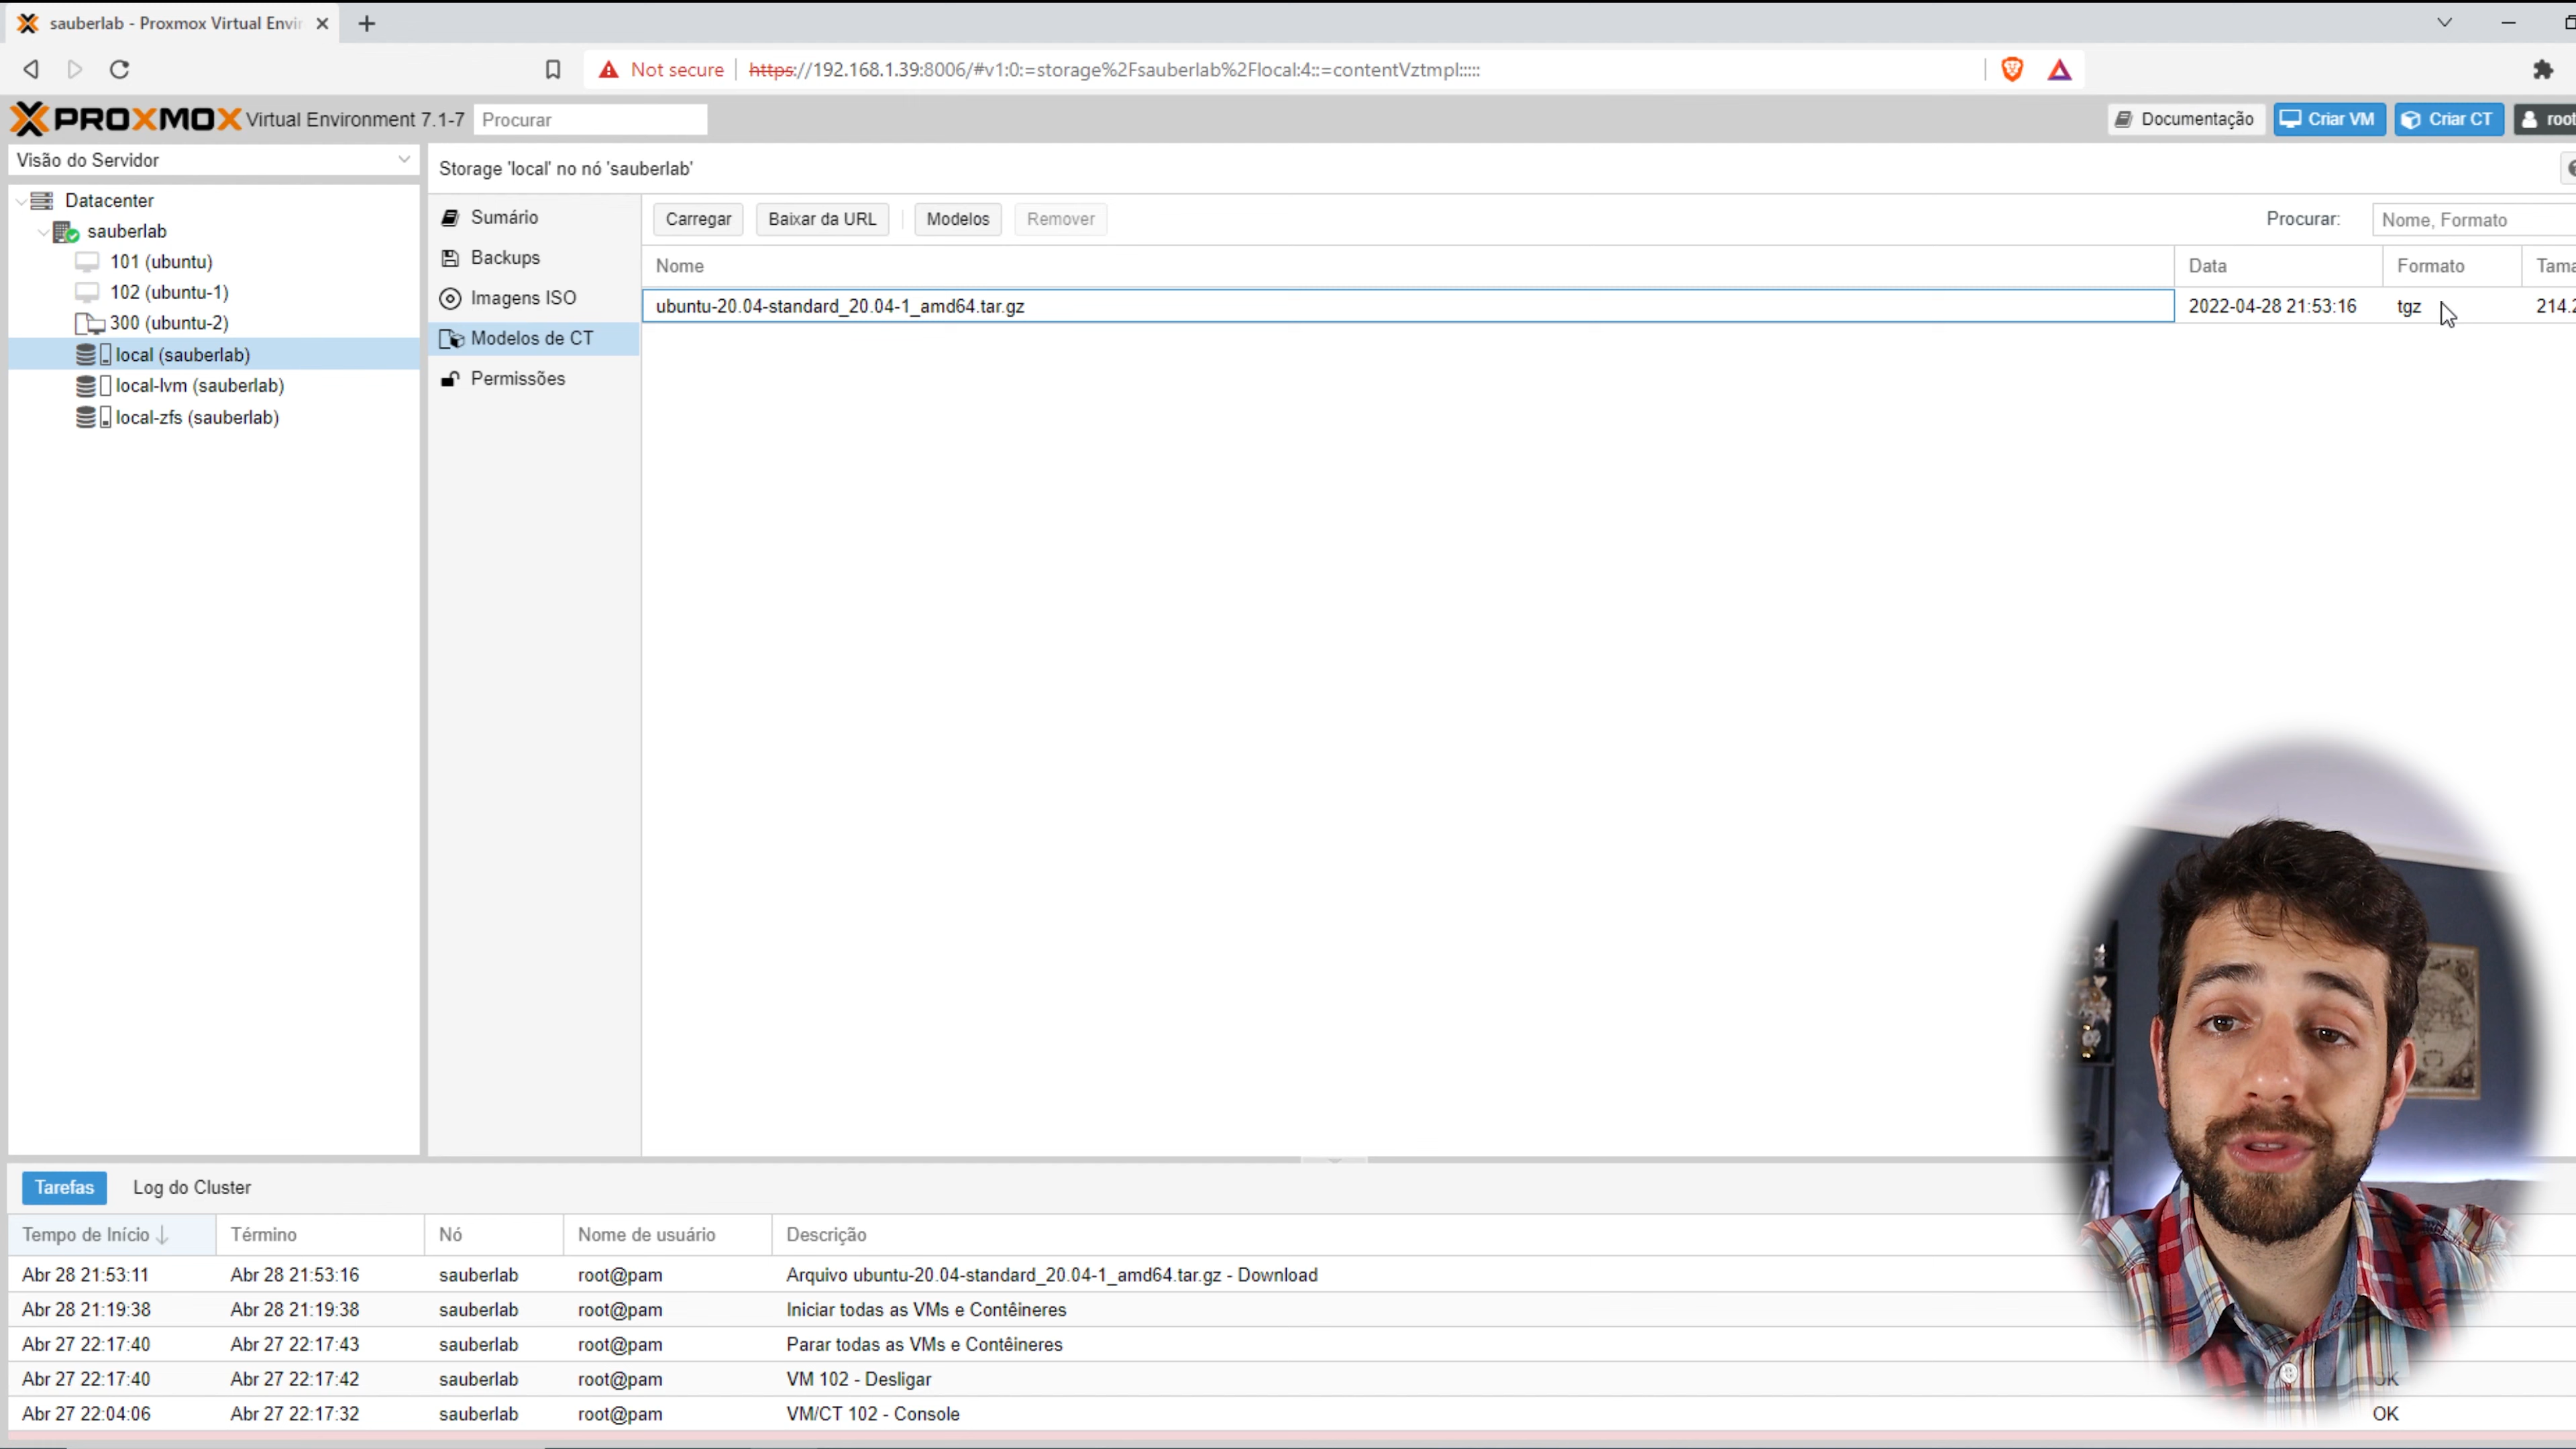 sauberlab - Proxmox Virtual Envir
Not secure https://192.168.1.39:8006/#v1:0:=storage%2Fsauberlab%2Flocal:4::=contentVztmpl:::::
PROXMOX Virtual Environment 7.1-7 Procurar Documentação Criar VM Criar CT root
Visão do Servidor
Storage 'local' no nó 'sauberlab'
Datacenter
sauberlab
101 (ubuntu)
102 (ubuntu-1)
300 (ubuntu-2)
local (sauberlab)
local-lvm (sauberlab)
local-zfs (sauberlab)
Sumário
Backups
Imagens ISO
Modelos de CT
Permissões
Carregar Baixar da URL Modelos Remover Procurar: Nome, Formato
Nome Data Formato
ubuntu-20.04-standard_20.04-1_amd64.tar.gz 2022-04-28 21:53:16 tgz
Tarefas Log do Cluster
Tempo de Início Término Nó Nome de usuário Descrição
Abr 28 21:53:11 Abr 28 21:53:16 sauberlab root@pam Arquivo ubuntu-20.04-standard_20.04-1_amd64.tar.gz - Download
Abr 28 21:19:38 Abr 28 21:19:38 sauberlab root@pam Iniciar todas as VMs e Contêineres
Abr 27 22:17:40 Abr 27 22:17:43 sauberlab root@pam Parar todas as VMs e Contêineres
Abr 27 22:17:40 Abr 27 22:17:42 sauberlab root@pam VM 102 - Desligar OK
Abr 27 22:04:06 Abr 27 22:17:32 sauberlab root@pam VM/CT 102 - Console OK